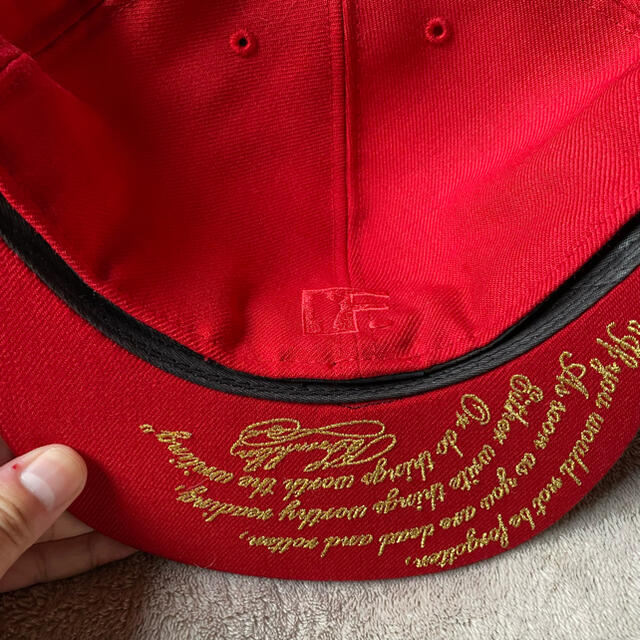 If you would not be forgotten,
As soon as you are dead and rotten,
Either write things worthy reading,
Or do things worth the writing.